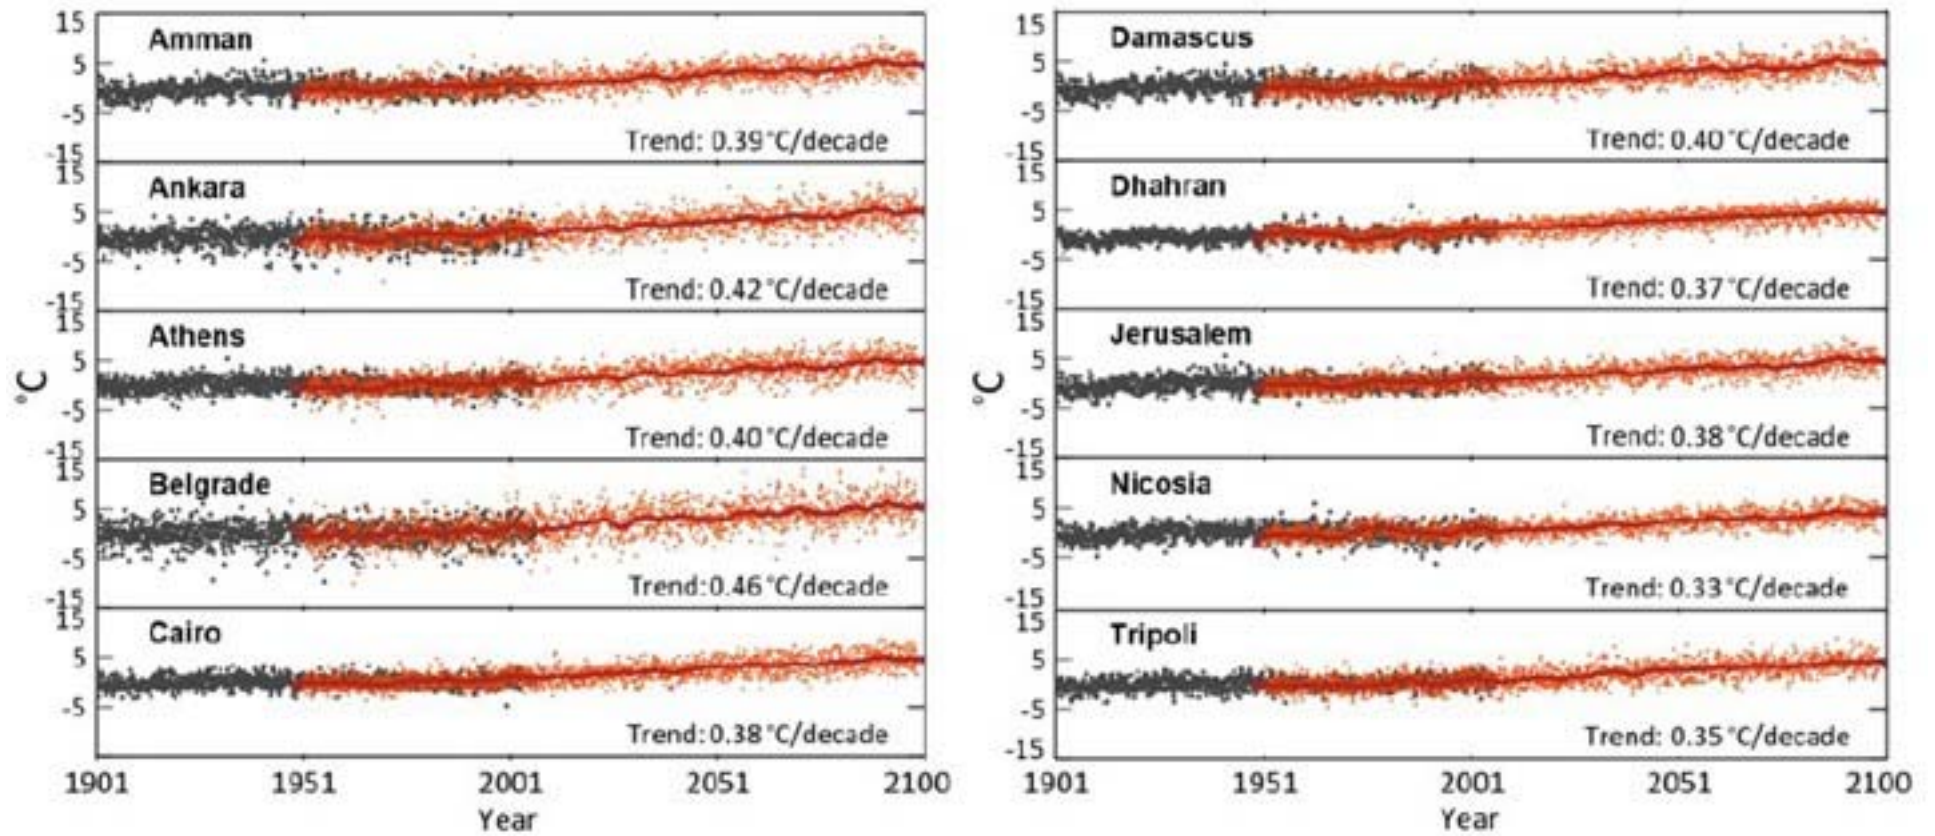 15
Amman
5
-5
Trend: 0.39°C/decade
-15
15
Ankara
5
-5
Trend: 0.42°C/decade
-15
15
Athens
5
°C
-5
Trend: 0.40°C/decade
-15
15
Belgrade
5
-5
Trend:0.46°C/decade
-15
15
Cairo
5
-5
Trend:0.38°C/decade
1901 1951 2001 2051 2100
Year
15
Damascus
5
-5
Trend: 0.40°C/decade
-15
15
Dhahran
5
-5
Trend: 0.37°C/decade
-15
15
Jerusalem
5
°C
-5
Trend: 0.38°C/decade
-15
15
Nicosia
5
-5
Trend: 0.33°C/decade
-15
15
Tripoli
5
-5
Trend: 0.35°C/decade
-15
1901 1951 2001 2051 2100
Year